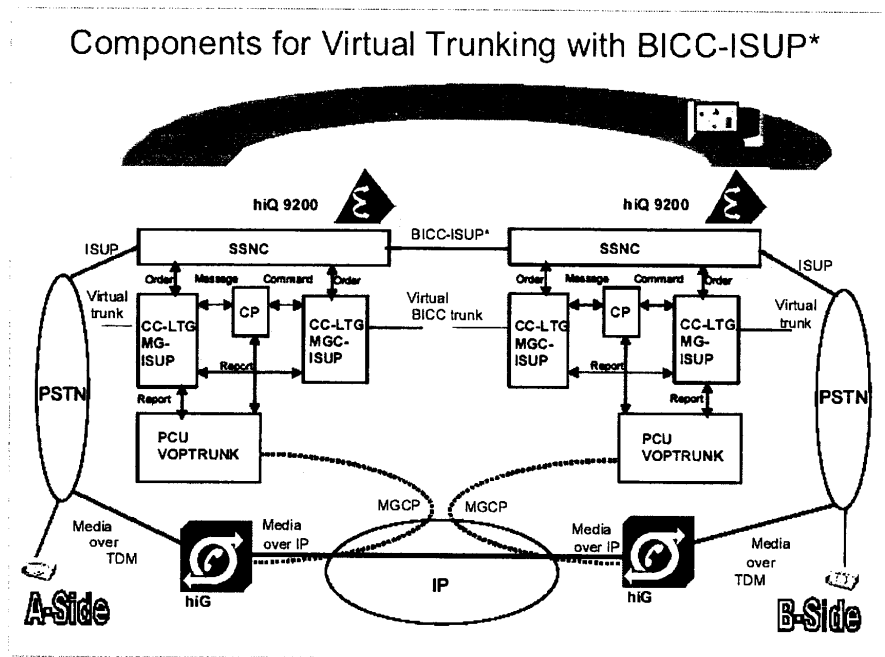 Components for Virtual Trunking with BICC-ISUP*
hiQ 9200
hiQ 9200
ISUP
SSNC
BICC-ISUP*
SSNC
ISUP
Order
Message
Command
Order
Order
Message
Command
Order
Virtual
trunk
CC-LTG
MG-
ISUP
CP
CC-LTG
MGC-
ISUP
Virtual
BICC trunk
CC-LTG
MGC-
ISUP
CP
CC-LTG
MG-
ISUP
Virtual
trunk
Report
Report
PSTN
Report
Report
PSTN
PCU
VOPTRUNK
PCU
VOPTRUNK
MGCP
MGCP
Media
over
TDM
Media
over IP
Media
over IP
Media
over
TDM
IP
hiG
hiG
A-Side
B-Side